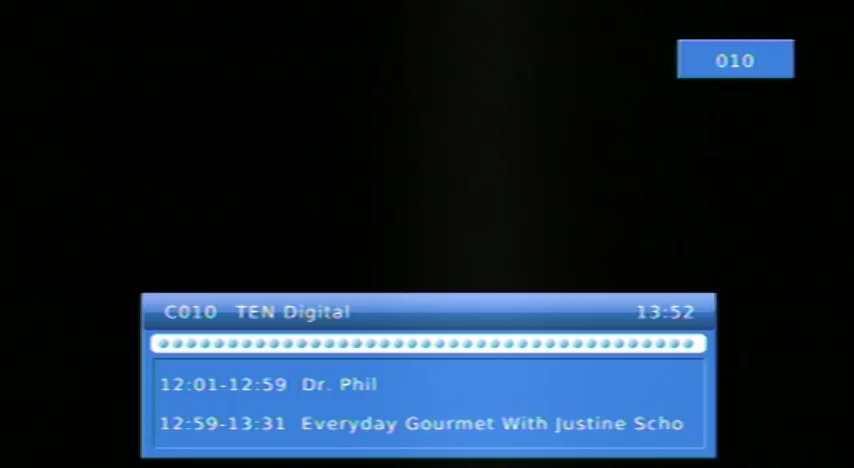 010
C010 TEN Digital 13:52
12:01-12:59 Dr. Phil
12:59-13:31 Everyday Gourmet With Justine Scho